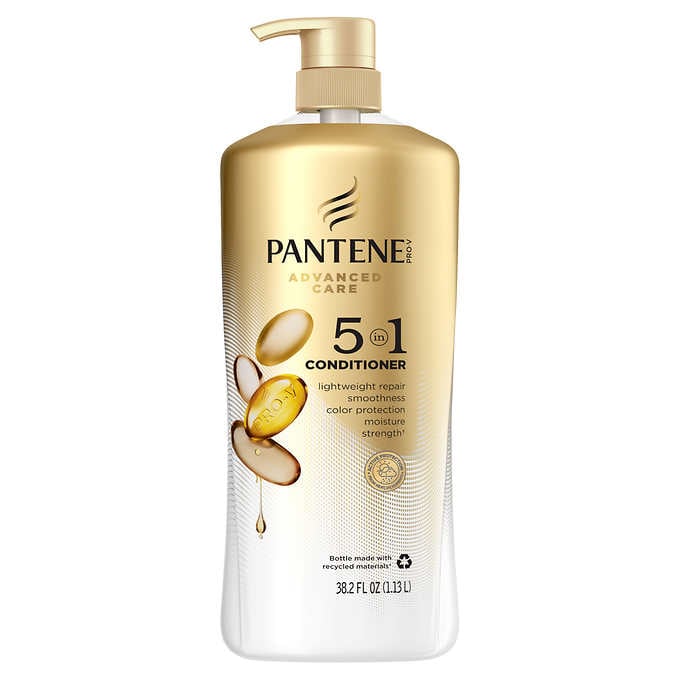 PANTENE PRO-V
ADVANCED
CARE
5 in 1
CONDITIONER
lightweight repair
smoothness
color protection
moisture
strength†
PRO-V
Bottle made with
recycled materials*
38.2 FL OZ (1.13 L)